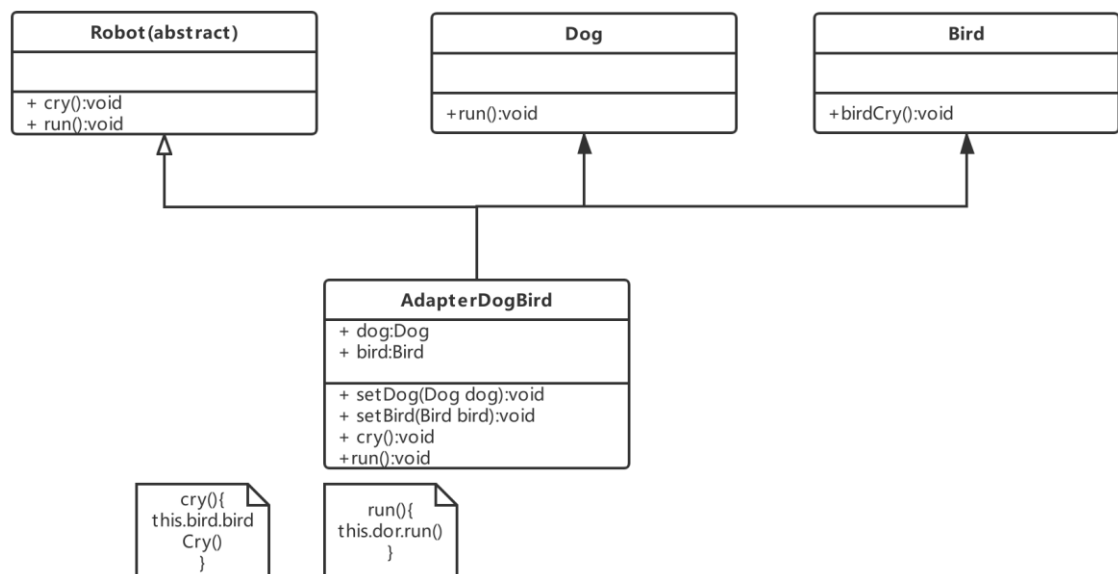 Robot(abstract)
+ cry():void
+ run():void
Dog
+run():void
Bird
+birdCry():void
AdapterDogBird
+ dog:Dog
+ bird:Bird
+ setDog(Dog dog):void
+ setBird(Bird bird):void
+ cry():void
+run():void
cry(){
this.bird.bird
Cry()
}
run(){
this.dor.run()
}